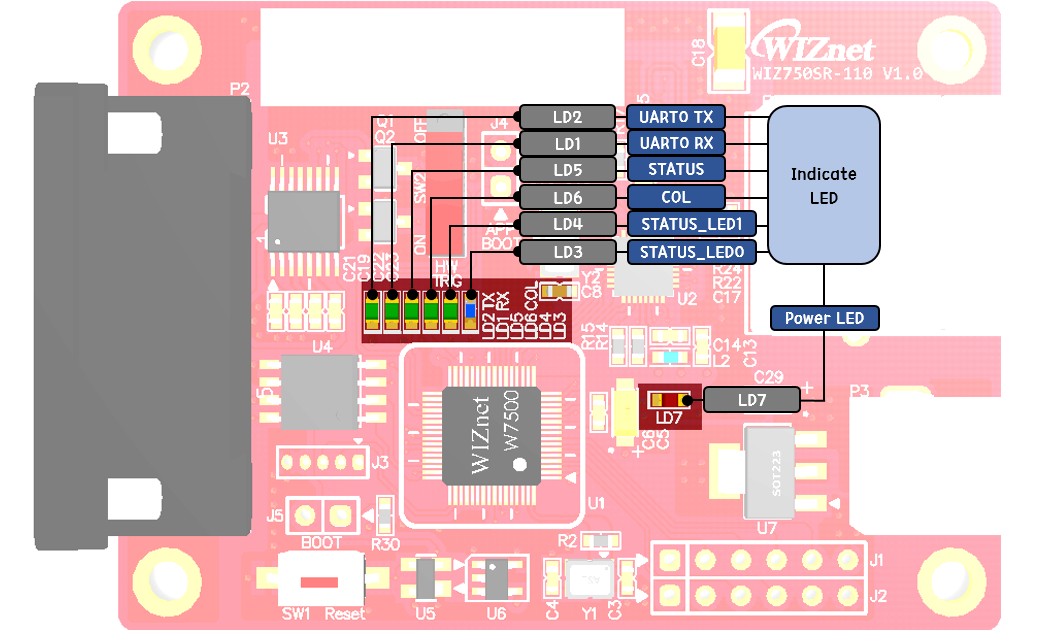 WIZnet
WIZ750SR-110 V1.0
C18
P2
U3
Q1
Q2
OFF
J4
SW2
ON
APP
BOOT
LD2
UART0 TX
LD1
UART0 RX
LD5
STATUS
LD6
COL
LD4
STATUS_LED1
LD3
STATUS_LED0
Indicate
LED
Power LED
C21
C19
C22
C23
HW
TRG
LD2 TX
LD1 RX
LD5
LD6 COL
LD4
LD3
Y2
C8
U2
R24
R22
C17
R15
R14
C14
L2
C13
U4
C29
LD7
LD7
P3
C6
C5
WIZnet
W7500
U1
SOT223
U7
J3
J5
BOOT
R30
R2
J1
J2
SW1
Reset
U5
U6
C4
Y1
C3